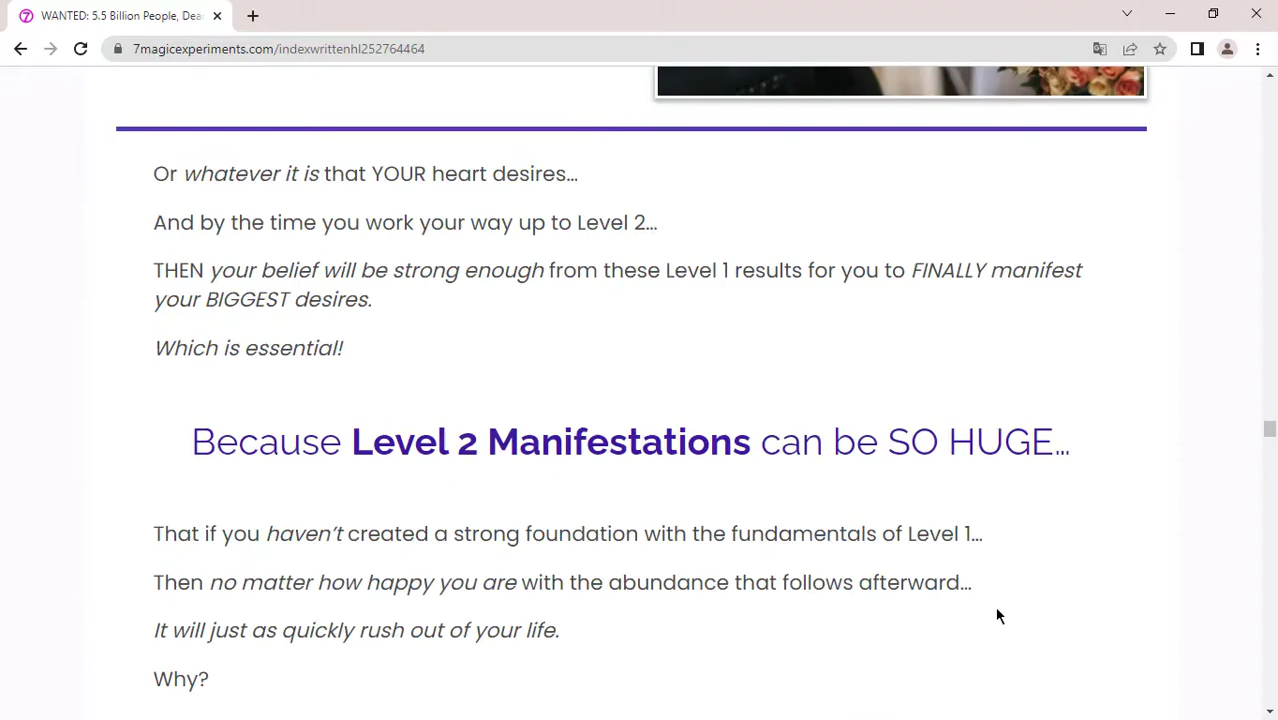 WANTED: 5.5 Billion People, Dea
7magicexperiments.com/indexwrittenhl252764464
Or whatever it is that YOUR heart desires...
And by the time you work your way up to Level 2...
THEN your belief will be strong enough from these Level 1 results for you to FINALLY manifest
your BIGGEST desires.
Which is essential!
Because Level 2 Manifestations can be SO HUGE...
That if you haven't created a strong foundation with the fundamentals of Level 1...
Then no matter how happy you are with the abundance that follows afterward...
It will just as quickly rush out of your life.
Why?